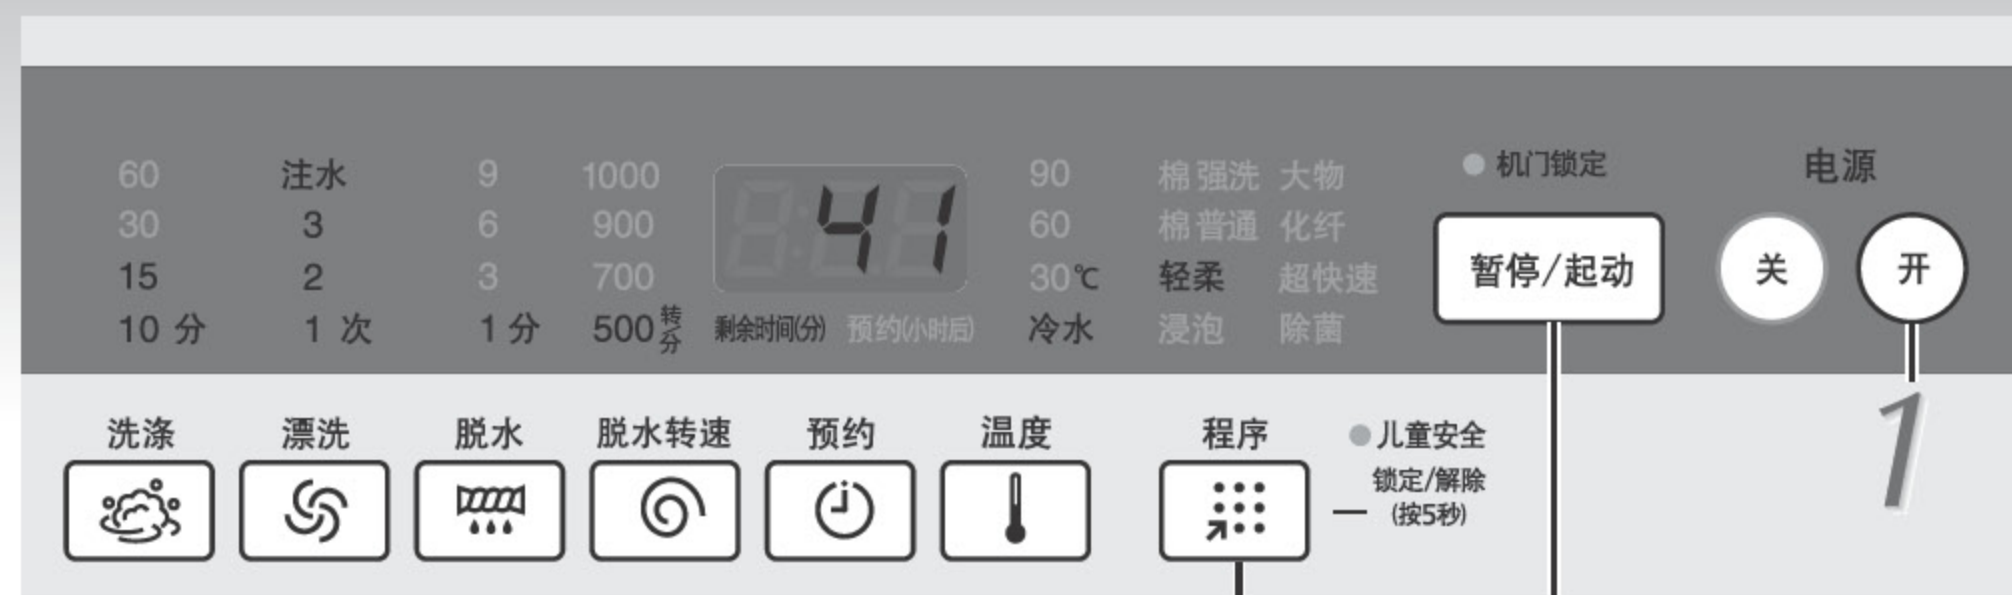 60 注水 9 1000 90 棉强洗 大物 机门锁定 电源
30 3 6 900 41 60 棉普通 化纤
15 2 3 700 30℃ 轻柔 超快速 暂停/起动 关 开
10分 1次 1分 500转/分 剩余时间(分) 预约(小时后) 冷水 浸泡 除菌
洗涤 漂洗 脱水 脱水转速 预约 温度 程序 儿童安全
锁定/解除
(按5秒)
1